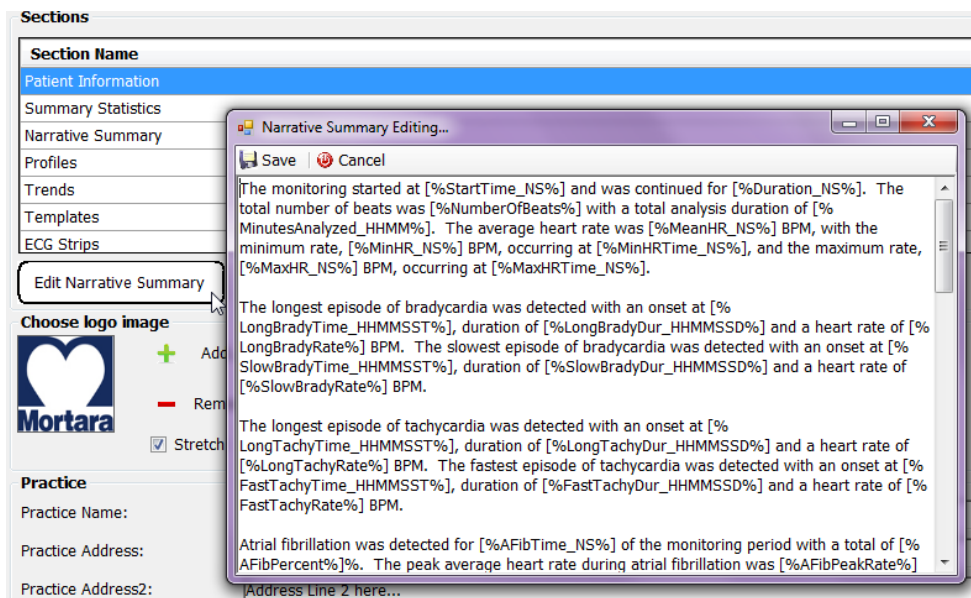 Sections
Section Name
Patient Information
Summary Statistics
Narrative Summary
Profiles
Trends
Templates
ECG Strips
Edit Narrative Summary
Choose logo image
Mortara
Add
Rem
Stretch
Practice
Practice Name:
Practice Address:
Practice Address2:
Address Line 2 here...
Narrative Summary Editing...
Save Cancel
The monitoring started at [%StartTime_NS%] and was continued for [%Duration_NS%].  The
total number of beats was [%NumberOfBeats%] with a total analysis duration of [%
MinutesAnalyzed_HHMM%].  The average heart rate was [%MeanHR_NS%] BPM, with the
minimum rate, [%MinHR_NS%] BPM, occurring at [%MinHRTime_NS%], and the maximum rate,
[%MaxHR_NS%] BPM, occurring at [%MaxHRTime_NS%].
The longest episode of bradycardia was detected with an onset at [%
LongBradyTime_HHMMSST%], duration of [%LongBradyDur_HHMMSSD%] and a heart rate of [%
LongBradyRate%] BPM.  The slowest episode of bradycardia was detected with an onset at [%
SlowBradyTime_HHMMSST%], duration of [%SlowBradyDur_HHMMSSD%] and a heart rate of
[%SlowBradyRate%] BPM.
The longest episode of tachycardia was detected with an onset at [%
LongTachyTime_HHMMSST%], duration of [%LongTachyDur_HHMMSSD%] and a heart rate of
[%LongTachyRate%] BPM.  The fastest episode of tachycardia was detected with an onset at [%
FastTachyTime_HHMMSST%], duration of [%FastTachyDur_HHMMSSD%] and a heart rate of [%
FastTachyRate%] BPM.
Atrial fibrillation was detected for [%AFibTime_NS%] of the monitoring period with a total of [%
AFibPercent%]%.  The peak average heart rate during atrial fibrillation was [%AFibPeakRate%]